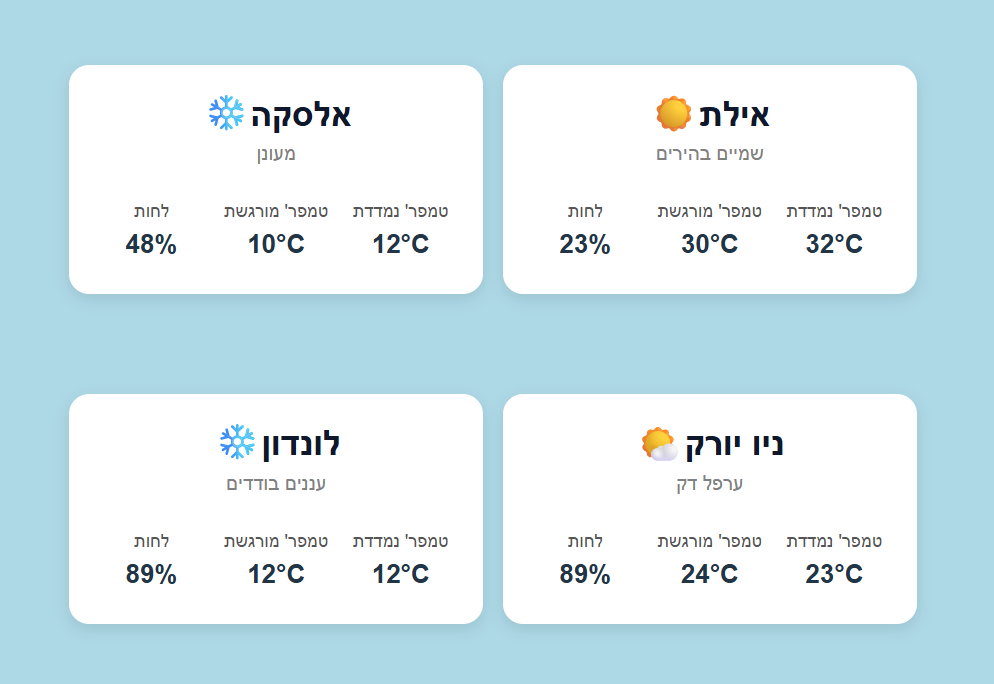 אילת
שמיים בהירים
טמפר' נמדדת טמפר' מורגשת לחות
32°C 30°C 23%
אלסקה
מעונן
טמפר' נמדדת טמפר' מורגשת לחות
12°C 10°C 48%
ניו יורק
ערפל דק
טמפר' נמדדת טמפר' מורגשת לחות
23°C 24°C 89%
לונדון
עננים בודדים
טמפר' נמדדת טמפר' מורגשת לחות
12°C 12°C 89%